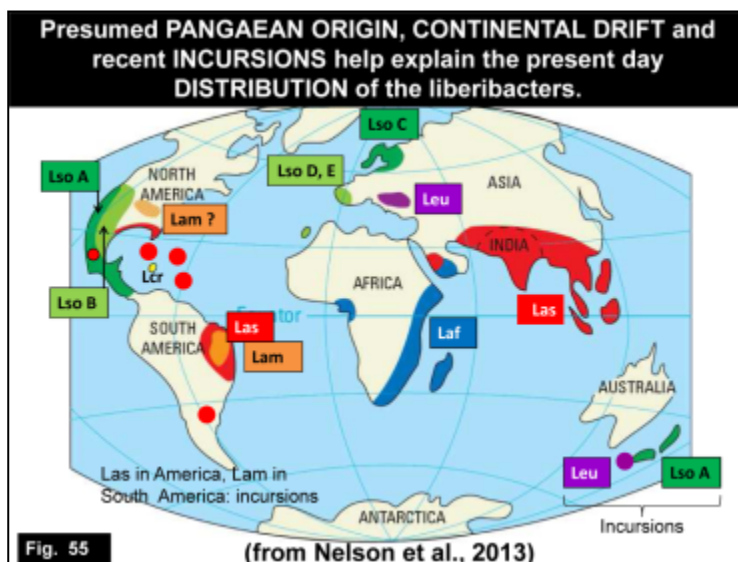 Presumed PANGAEAN ORIGIN, CONTINENTAL DRIFT and
recent INCURSIONS help explain the present day
DISTRIBUTION of the liberibacters.
Lso C
Lso A
NORTH
AMERICA
Lso D, E
ASIA
Leu
Lam ?
INDIA
Lcr
AFRICA
Lso B
Equator
SOUTH
AMERICA
Las
Lam
Laf
Las
AUSTRALIA
Las in America, Lam in
South America: incursions
Leu
Lso A
Incursions
ANTARCTICA
Fig. 55
(from Nelson et al., 2013)